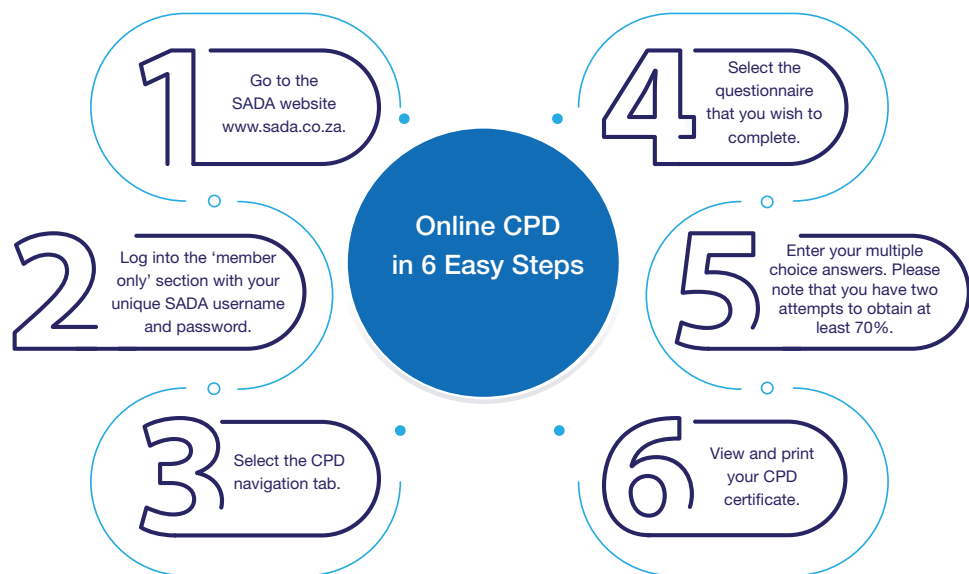 Online CPD
in 6 Easy Steps
1
Go to the
SADA website
www.sada.co.za.
2
Log into the ‘member
only’ section with your
unique SADA username
and password.
3
Select the CPD
navigation tab.
4
Select the
questionnaire
that you wish to
complete.
5
Enter your multiple
choice answers. Please
note that you have two
attempts to obtain at
least 70%.
6
View and print
your CPD
certificate.